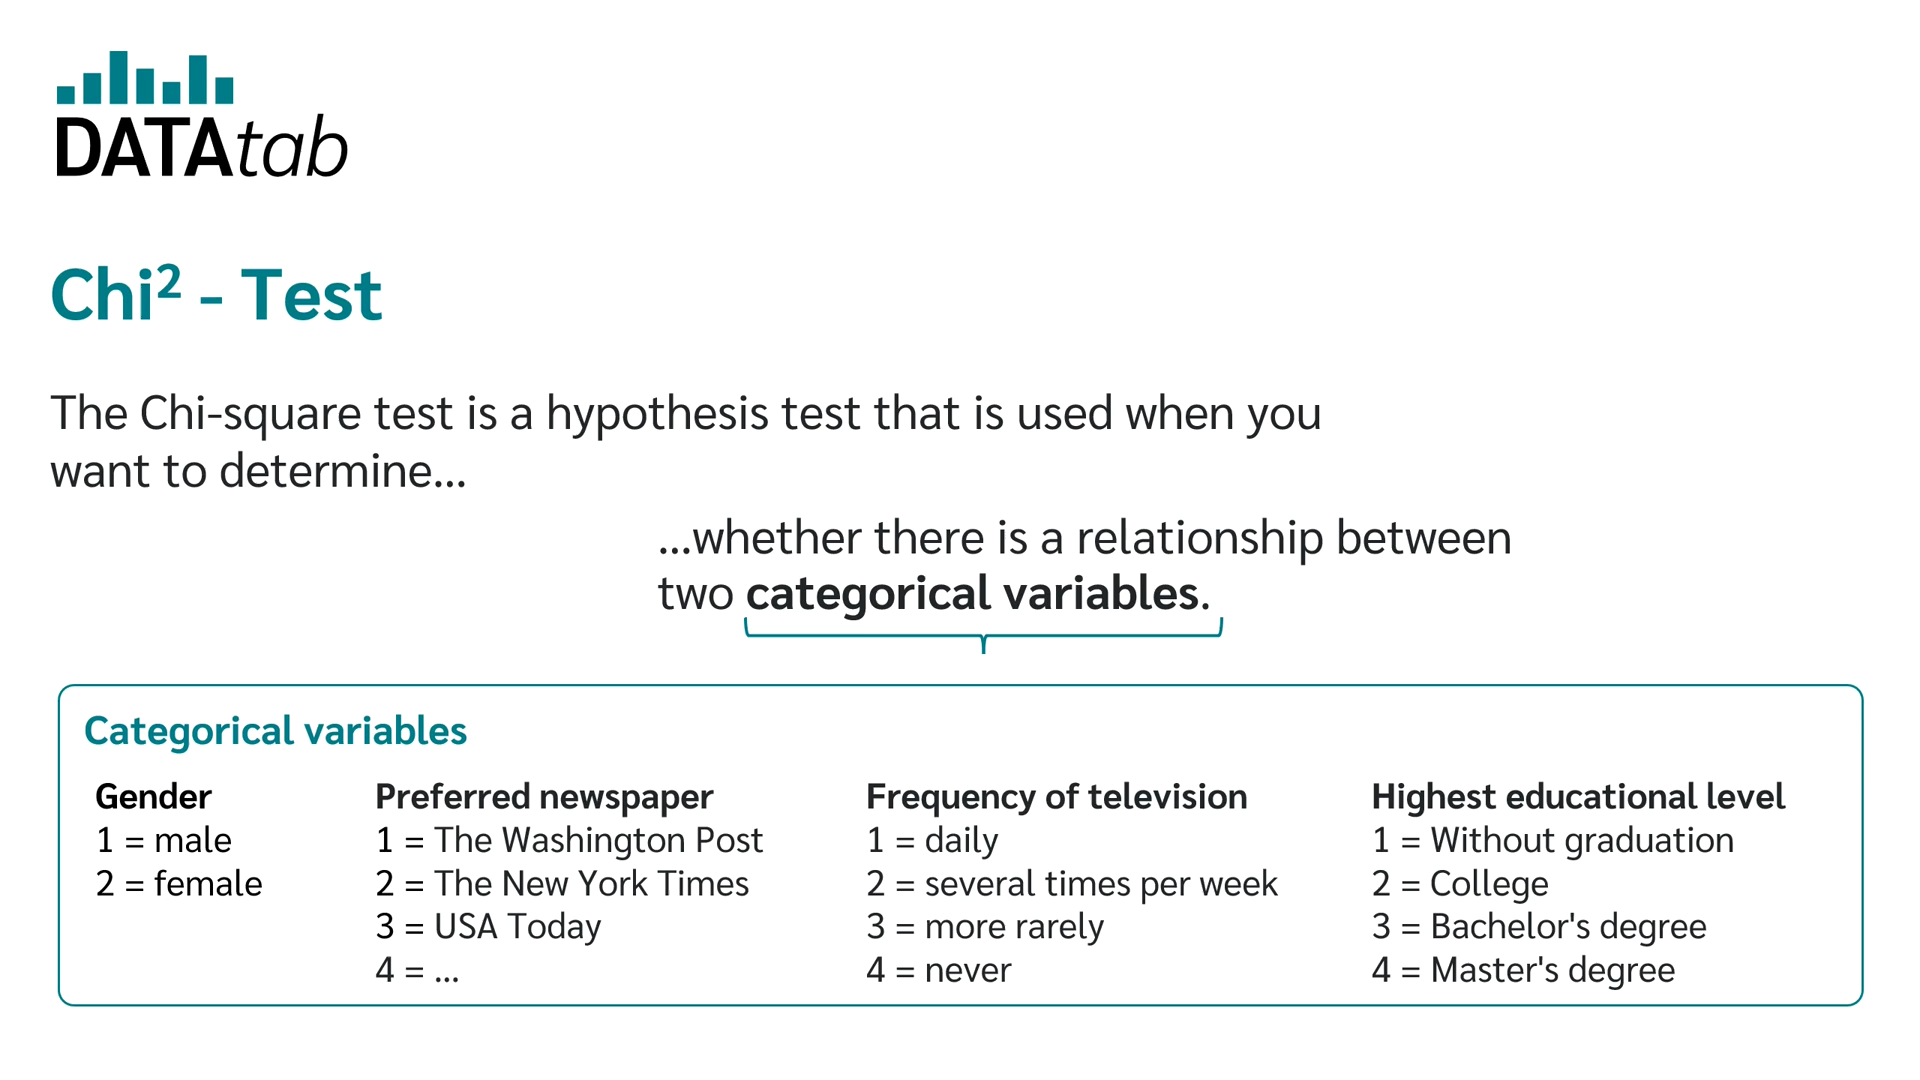 DATAtab
Chi² - Test
The Chi-square test is a hypothesis test that is used when you
want to determine...
...whether there is a relationship between
two categorical variables.
Categorical variables
Gender
1 = male
2 = female
Preferred newspaper
1 = The Washington Post
2 = The New York Times
3 = USA Today
4 = ...
Frequency of television
1 = daily
2 = several times per week
3 = more rarely
4 = never
Highest educational level
1 = Without graduation
2 = College
3 = Bachelor's degree
4 = Master's degree